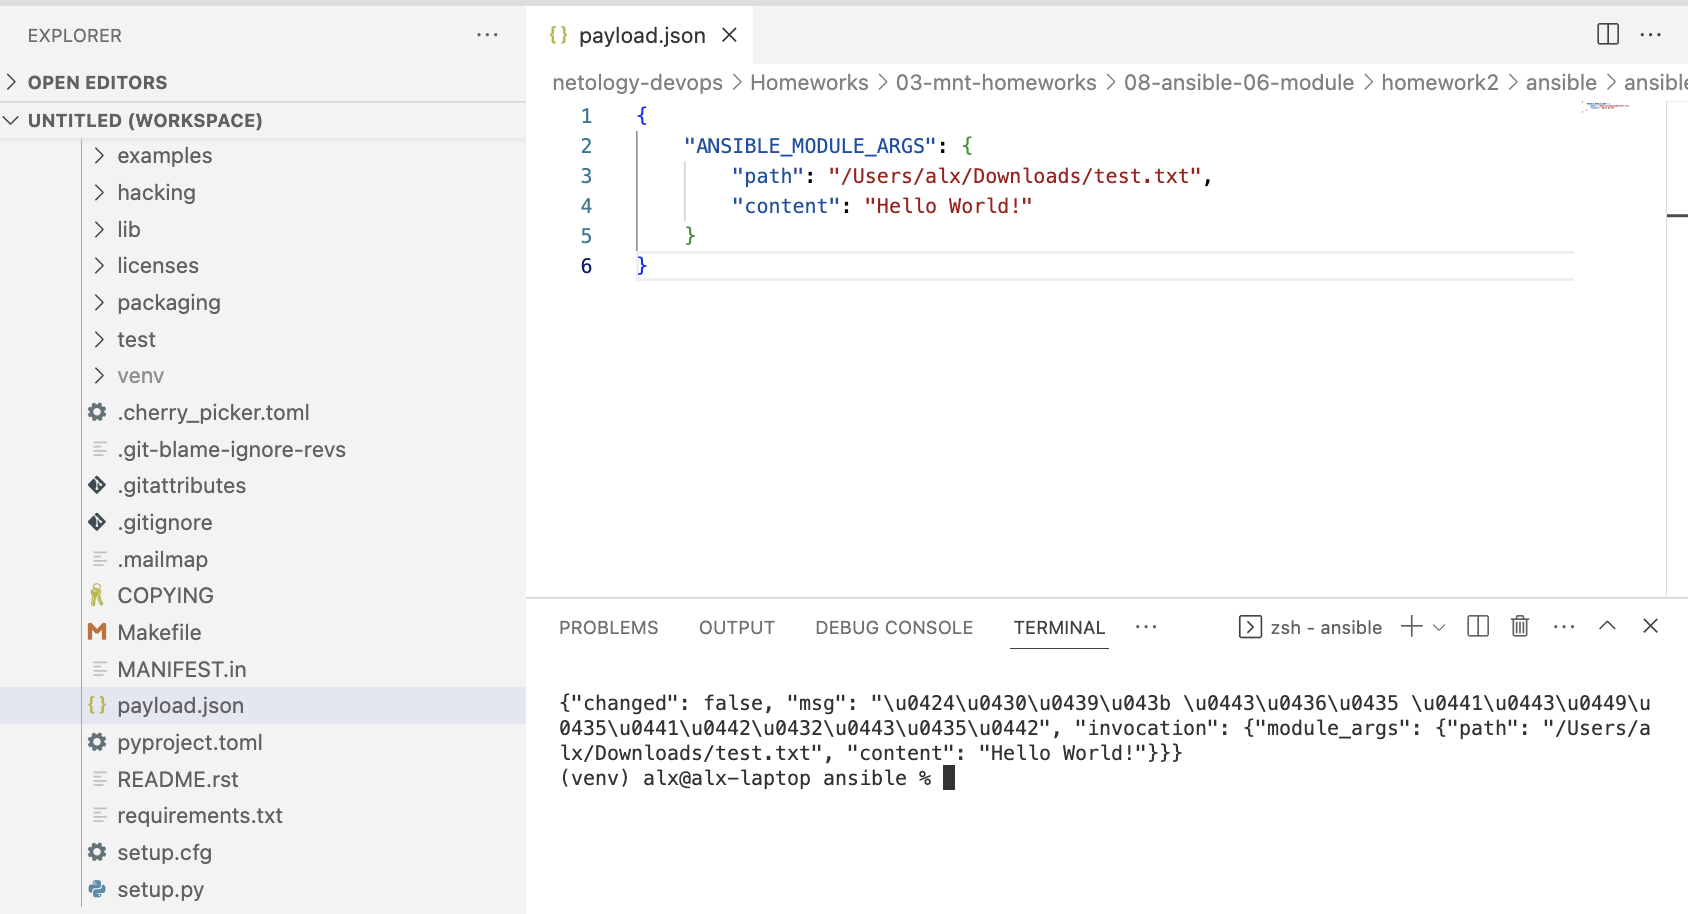 EXPLORER
OPEN EDITORS
UNTITLED (WORKSPACE)
examples
hacking
lib
licenses
packaging
test
venv
.cherry_picker.toml
.git-blame-ignore-revs
.gitattributes
.gitignore
.mailmap
COPYING
Makefile
MANIFEST.in
payload.json
pyproject.toml
README.rst
requirements.txt
setup.cfg
setup.py
payload.json
netology-devops > Homeworks > 03-mnt-homeworks > 08-ansible-06-module > homework2 > ansible > ansible
1 {
2 "ANSIBLE_MODULE_ARGS": {
3 "path": "/Users/alx/Downloads/test.txt",
4 "content": "Hello World!"
5 }
6 }
PROBLEMS OUTPUT DEBUG CONSOLE TERMINAL zsh - ansible
{"changed": false, "msg": "\u0424\u0430\u0439\u043b \u0443\u0436\u0435 \u0441\u0443\u0449\u
0435\u0441\u0442\u0432\u0443\u0435\u0442", "invocation": {"module_args": {"path": "/Users/a
lx/Downloads/test.txt", "content": "Hello World!"}}}
(venv) alx@alx-laptop ansible %